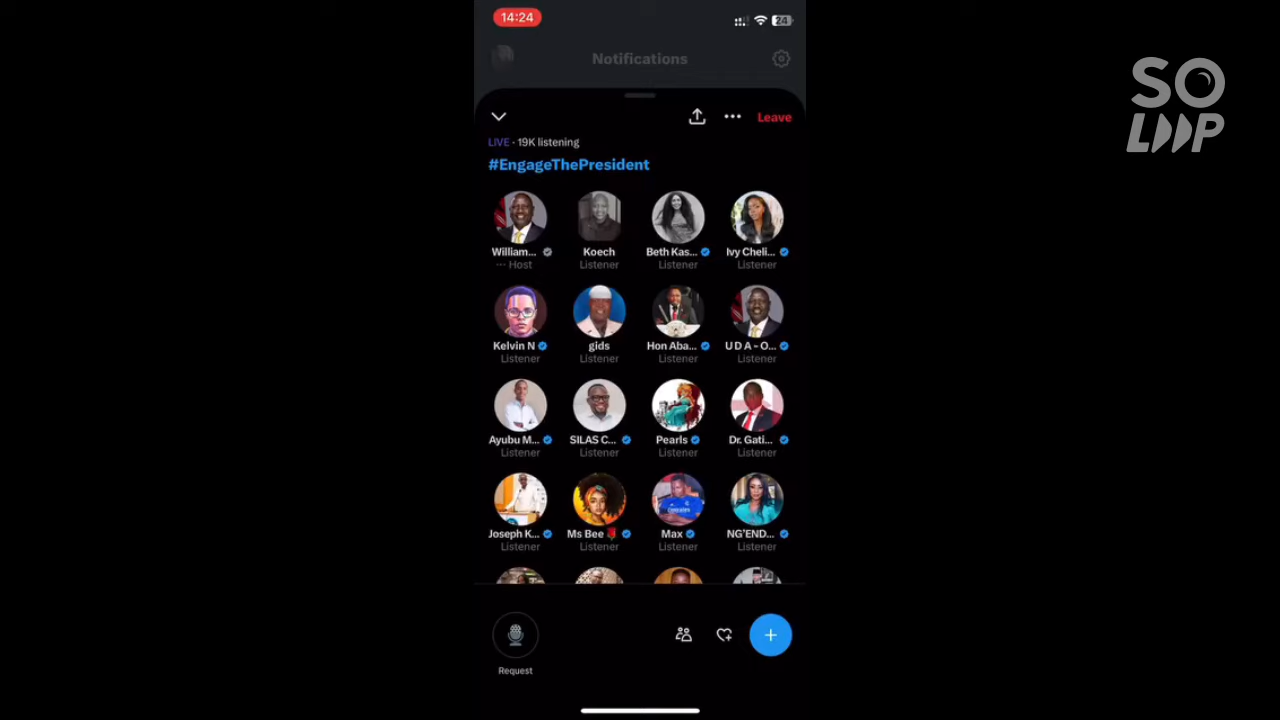 14:24
24
Notifications
SO
LOOP
Leave
LIVE · 19K listening
#EngageThePresident
William... Koech Beth Kas... Ivy Cheli...
Host Listener Listener Listener
Kelvin N gids Hon Aba... U D A - O...
Listener Listener Listener Listener
Ayubu M... SILAS C... Pearls Dr. Gati...
Listener Listener Listener Listener
Joseph K... Ms Bee Max NG'END...
Listener Listener Listener Listener
Request